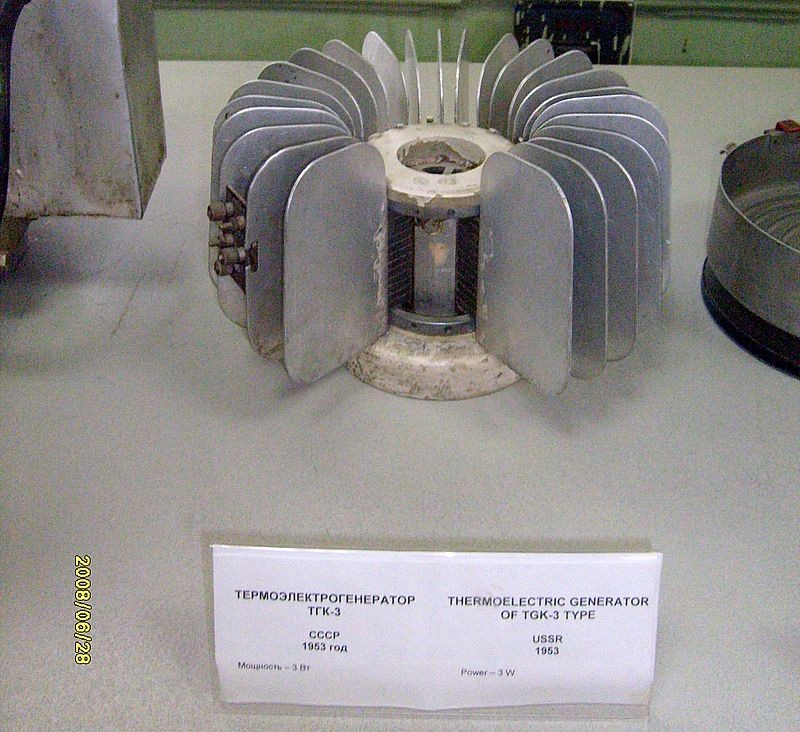 ТЕРМОЭЛЕКТРОГЕНЕРАТОР
ТГК-3
СССР
1953 год
Мощность – 3 Вт
THERMOELECTRIC GENERATOR
OF TGK-3 TYPE
USSR
1953
Power – 3 W
2008/06/28